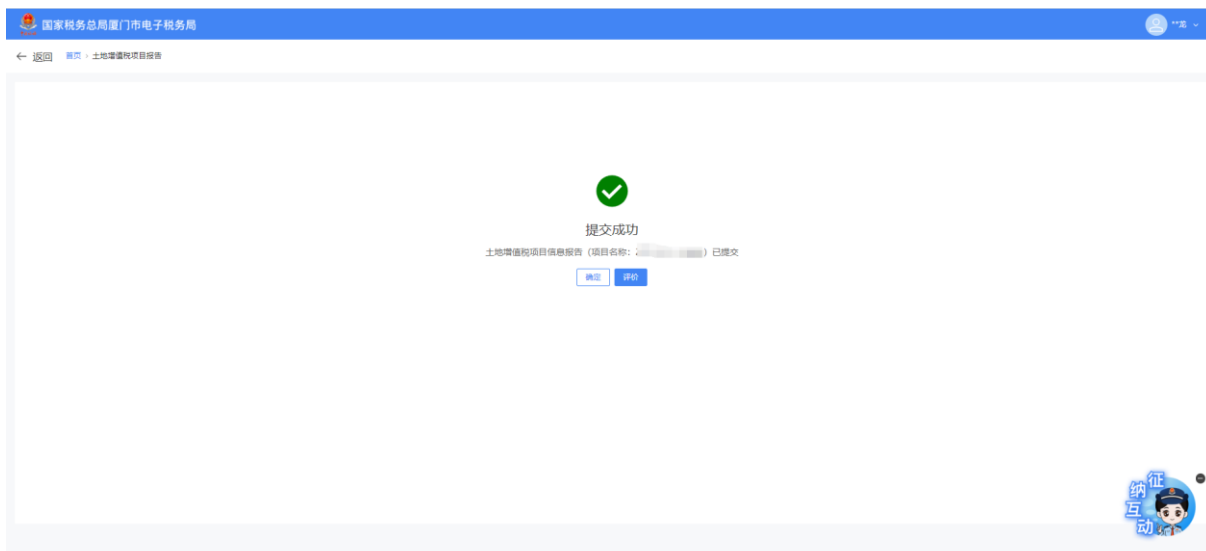 国家税务总局厦门市电子税务局
**龙
返回 首页 › 土地增值税项目报告
提交成功
土地增值税项目信息报告（项目名称：）已提交
确定 评价
征纳互动